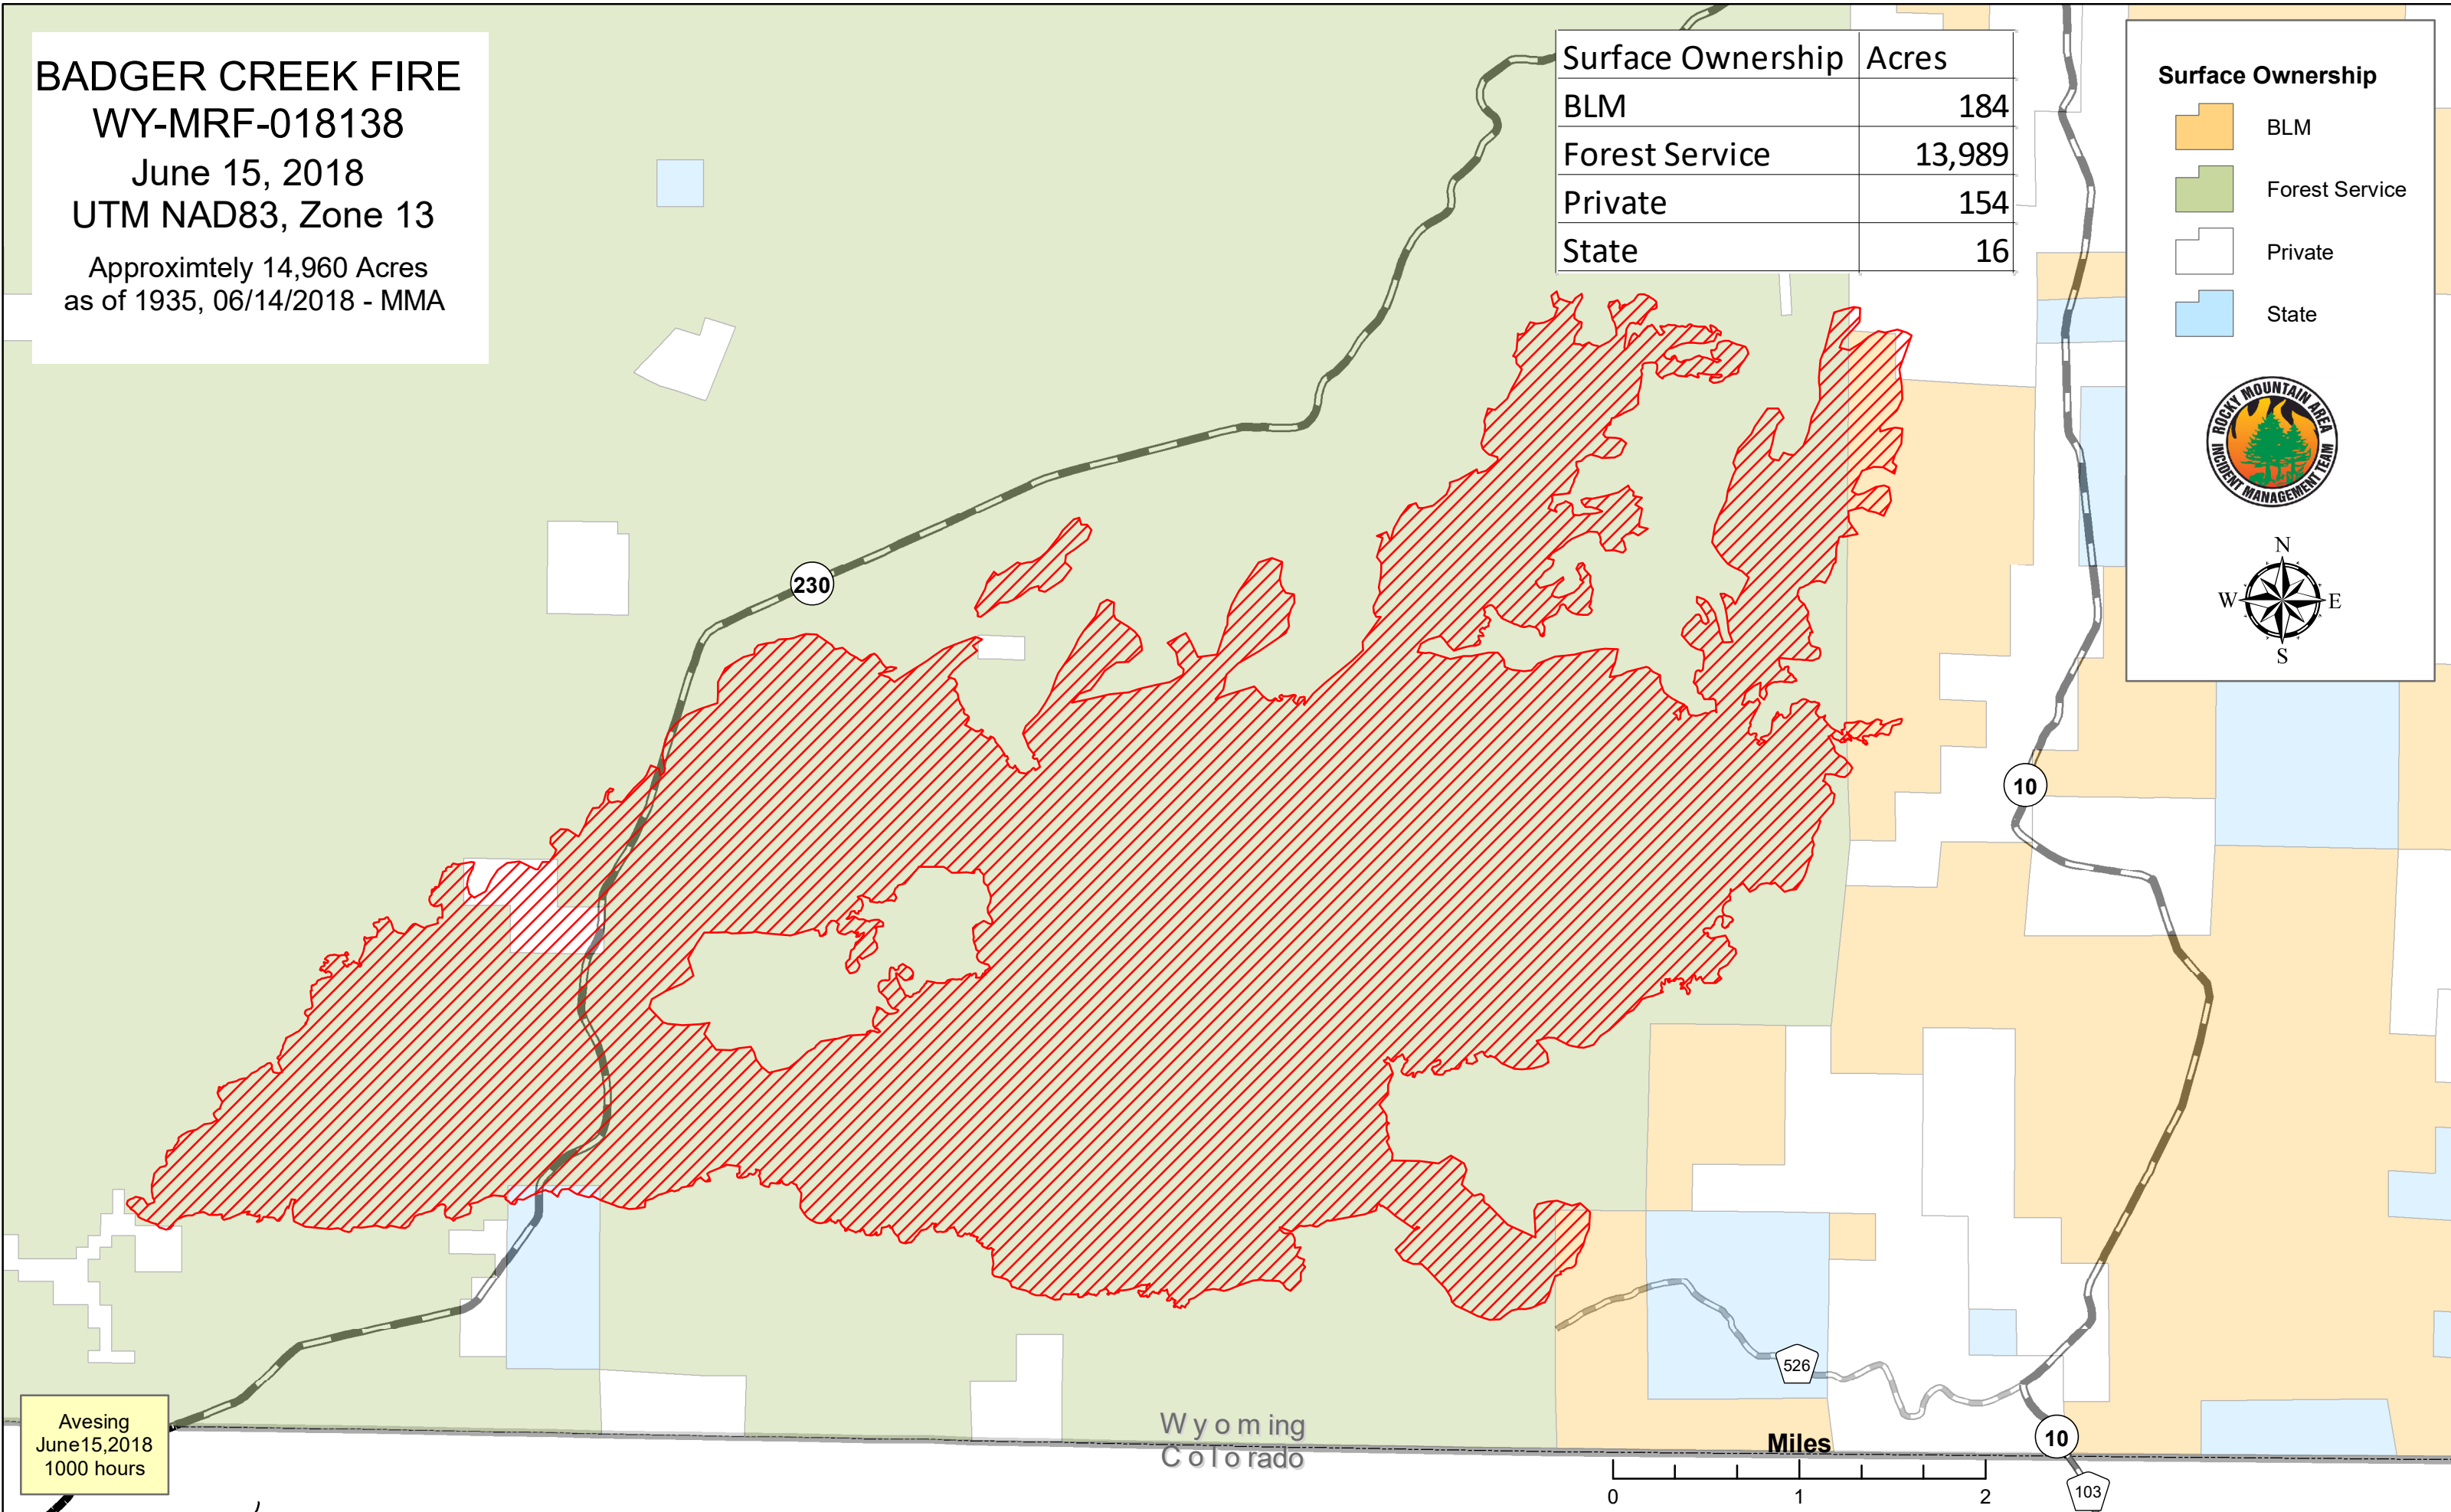 BADGER CREEK FIRE
WY-MRF-018138
June 15, 2018
UTM NAD83, Zone 13
Approximtely 14,960 Acres
as of 1935, 06/14/2018 - MMA
Surface Ownership Acres
BLM 184
Forest Service 13,989
Private 154
State 16
Surface Ownership
BLM
Forest Service
Private
State
ROCKY MOUNTAIN AREA
INCIDENT MANAGEMENT TEAM
N
W E
S
230
10
526
10
103
Wyoming
Colorado
Miles
0 1 2
Avesing
June15,2018
1000 hours